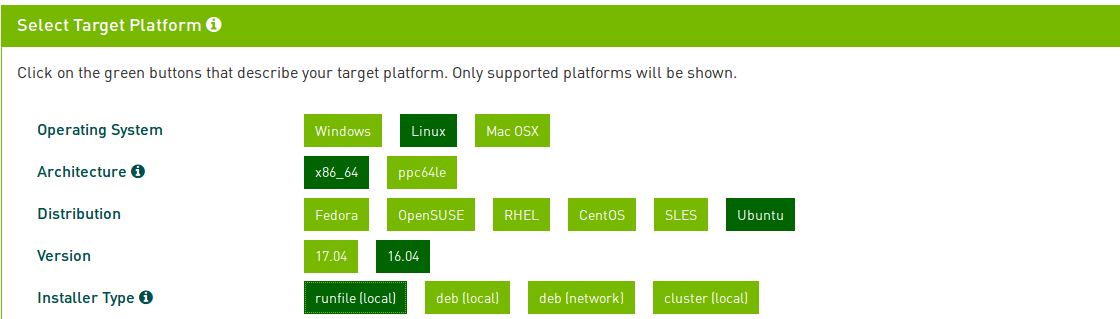 Select Target Platform
Click on the green buttons that describe your target platform. Only supported platforms will be shown.
Operating System Windows Linux Mac OSX
Architecture x86_64 ppc64le
Distribution Fedora OpenSUSE RHEL CentOS SLES Ubuntu
Version 17.04 16.04
Installer Type runfile (local) deb (local) deb (network) cluster (local)